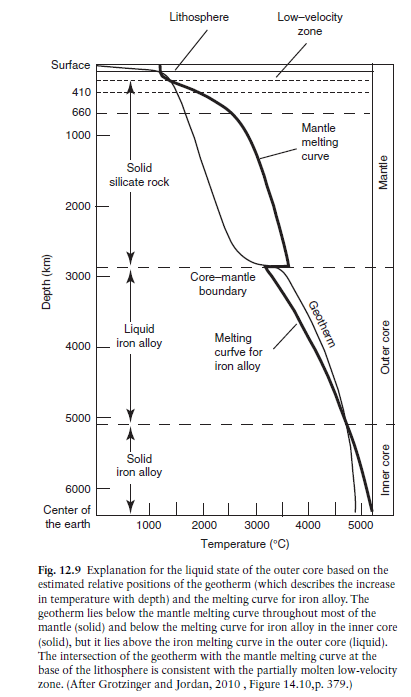 Lithosphere
Low–velocity
zone
Surface
410
660
1000
Mantle
melting
curve
Mantle
Solid
silicate rock
2000
Depth (km)
3000
Core–mantle
boundary
Geotherm
Liquid
iron alloy
Melting
curfve for
iron alloy
4000
Outer core
5000
Solid
iron alloy
Inner core
6000
Center of
the earth
1000 2000 3000 4000 5000
Temperature (°C)
Fig. 12.9 Explanation for the liquid state of the outer core based on the
estimated relative positions of the geotherm (which describes the increase
in temperature with depth) and the melting curve for iron alloy. The
geotherm lies below the mantle melting curve throughout most of the
mantle (solid) and below the melting curve for iron alloy in the inner core
(solid), but it lies above the iron melting curve in the outer core (liquid).
The intersection of the geotherm with the mantle melting curve at the
base of the lithosphere is consistent with the partially molten low-velocity
zone. (After Grotzinger and Jordan, 2010 , Figure 14.10,p. 379.)